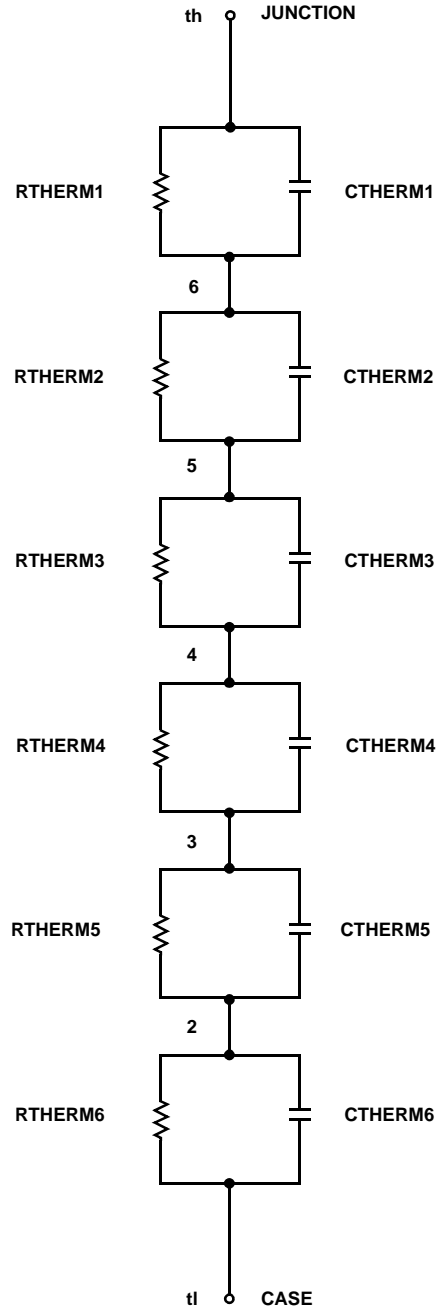 th JUNCTION
RTHERM1 CTHERM1
6
RTHERM2 CTHERM2
5
RTHERM3 CTHERM3
4
RTHERM4 CTHERM4
3
RTHERM5 CTHERM5
2
RTHERM6 CTHERM6
tl CASE